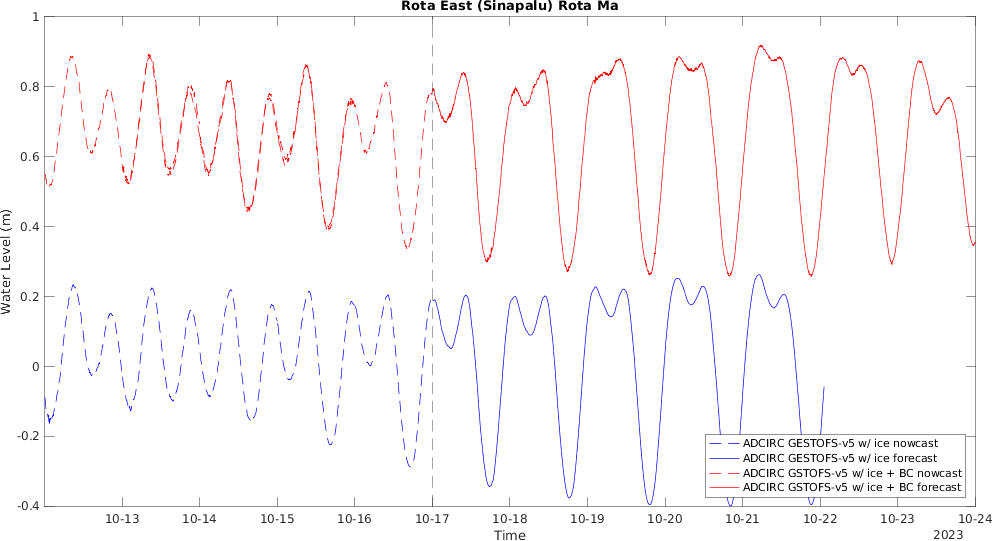 Rota East (Sinapalu) Rota Ma
1
0.8
0.6
0.4
0.2
0
-0.2
-0.4
Water Level (m)
ADCIRC GESTOFS-v5 w/ ice nowcast
ADCIRC GESTOFS-v5 w/ ice forecast
ADCIRC GSTOFS-v5 w/ ice + BC nowcast
ADCIRC GSTOFS-v5 w/ ice + BC forecast
10-13 10-14 10-15 10-16 10-17 10-18 10-19 10-20 10-21 10-22 10-23 10-24
Time
2023